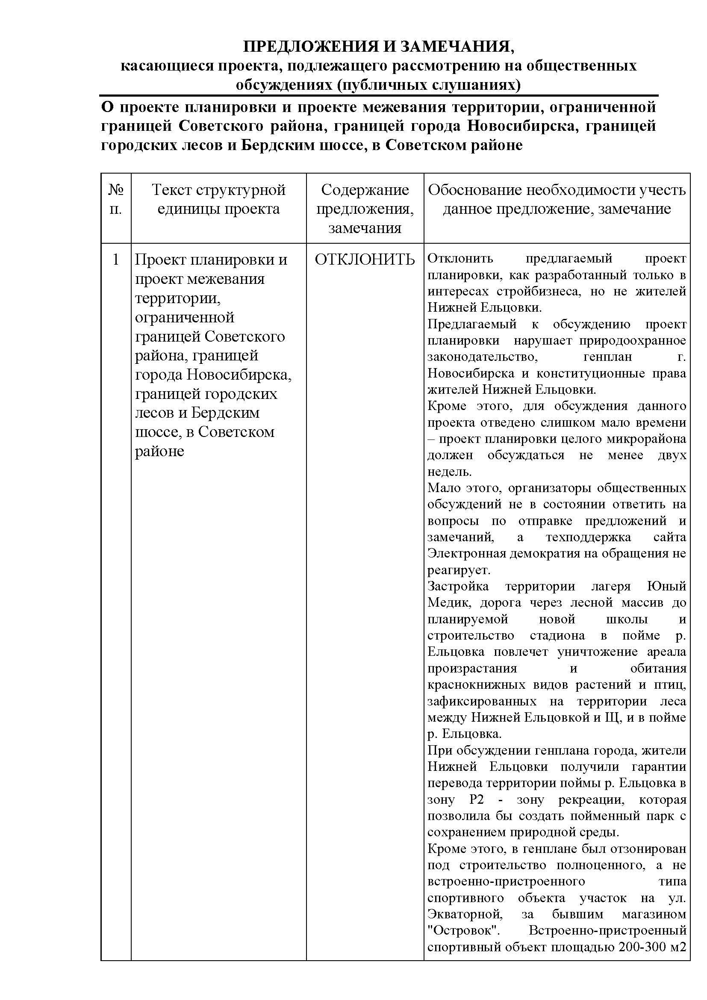 ПРЕДЛОЖЕНИЯ И ЗАМЕЧАНИЯ,
касающиеся проекта, подлежащего рассмотрению на общественных
обсуждениях (публичных слушаниях)
О проекте планировки и проекте межевания территории, ограниченной
границей Советского района, границей города Новосибирска, границей
городских лесов и Бердским шоссе, в Советском районе
№
п.
Текст структурной
единицы проекта
Содержание
предложения,
замечания
Обоснование необходимости учесть
данное предложение, замечание
1
Проект планировки и
проект межевания
территории,
ограниченной
границей Советского
района, границей
города Новосибирска,
границей городских
лесов и Бердским
шоссе, в Советском
районе
ОТКЛОНИТЬ
Отклонить предлагаемый проект
планировки, как разработанный только в
интересах стройбизнеса, но не жителей
Нижней Ельцовки.
Предлагаемый к обсуждению проект
планировки нарушает природоохранное
законодательство, генплан г.
Новосибирска и конституционные права
жителей Нижней Ельцовки.
Кроме этого, для обсуждения данного
проекта отведено слишком мало времени
– проект планировки целого микрорайона
должен обсуждаться не менее двух
недель.
Мало этого, организаторы общественных
обсуждений не в состоянии ответить на
вопросы по отправке предложений и
замечаний, а техподдержка сайта
Электронная демократия на обращения не
реагирует.
Застройка территории лагеря Юный
Медик, дорога через лесной массив до
планируемой новой школы и
строительство стадиона в пойме р.
Ельцовка повлечет уничтожение ареала
произрастания и обитания
краснокнижных видов растений и птиц,
зафиксированных на территории леса
между Нижней Ельцовкой и Щ, и в пойме
р. Ельцовка.
При обсуждении генплана города, жители
Нижней Ельцовки получили гарантии
перевода территории поймы р. Ельцовка в
зону Р2 - зону рекреации, которая
позволила бы создать пойменный парк с
сохранением природной среды.
Кроме этого, в генплане был отзонирован
под строительство полноценного, а не
встроенно-пристроенного типа
спортивного объекта участок на ул.
Экваторной, за бывшим магазином
"Островок". Встроенно-пристроенный
спортивный объект площадью 200-300 м2